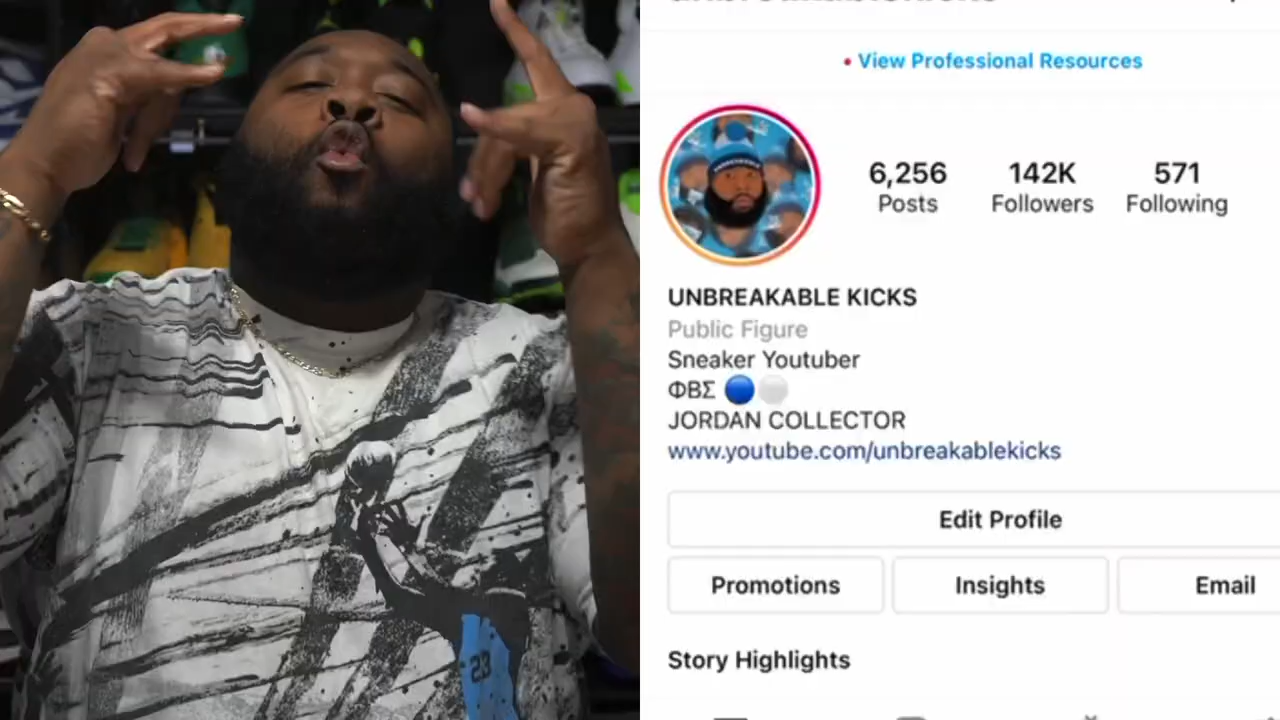 • View Professional Resources
6,256 142K 571
Posts Followers Following
UNBREAKABLE KICKS
Public Figure
Sneaker Youtuber
ΦΒΣ 🔵⚪
JORDAN COLLECTOR
www.youtube.com/unbreakablekicks
Edit Profile
Promotions Insights Email
Story Highlights
23